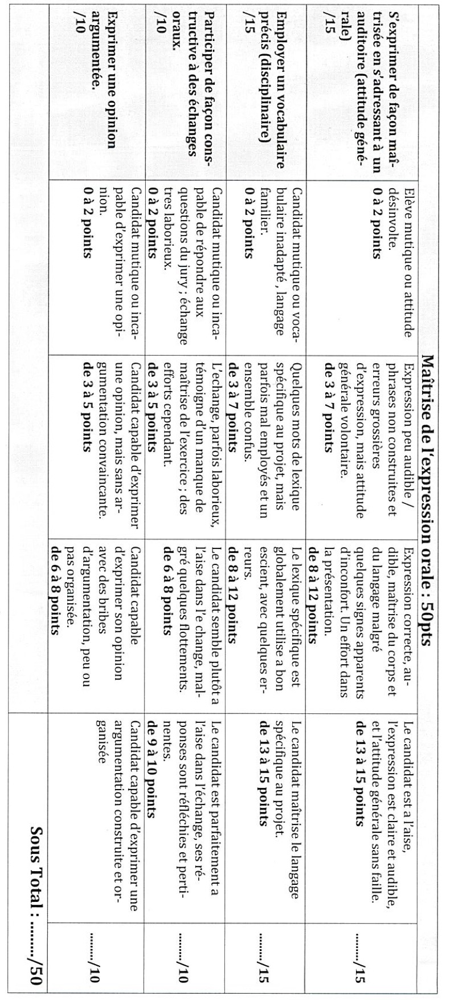 Maîtrise de l'expression orale : 50pts
S'exprimer de façon maî-
trisée en s'adressant à un
auditoire (attitude géné-
rale)
/15
Elève mutique ou attitude
désinvolte.
0 à 2 points
Expression peu audible /
phrases non construites et
erreurs grossières
d'expression, mais attitude
générale volontaire.
de 3 à 7 points
Expression correcte, au-
dible, maîtrise du corps et
du langage malgré
quelques signes apparents
d'inconfort. Un effort dans
la présentation.
de 8 à 12 points
Le candidat est a l'aise,
l'expression est claire et audible,
et l'attitude générale sans faille.
de 13 à 15 points
........./15
Employer un vocabulaire
précis (disciplinaire)
/15
Candidat mutique ou voca-
bulaire inadapté , langage
familier.
0 à 2 points
Quelques mots de lexique
spécifique au projet, mais
parfois mal employés et un
ensemble confus.
de 3 à 7 points
Le lexique spécifique est
globalement utilise a bon
escient, avec quelques er-
reurs.
de 8 à 12 points
Le candidat maîtrise le langage
spécifique au projet.
de 13 à 15 points
........./15
Participer de façon cons-
tructive à des échanges
oraux.
/10
Candidat mutique ou inca-
pable de répondre aux
questions du jury ; échange
tres laborieux.
0 à 2 points
L'echange, parfois laborieux,
témoigne d'un manque de
maîtrise de l'exercice ; des
efforts cependant.
de 3 à 5 points
Le candidat semble plutôt a
l'aise dans l'e change, mal-
gré quelques flottements.
de 6 à 8 points
Le candidat est parfaitement a
l'aise dans l'échange, ses ré-
ponses sont réfléchies et perti-
nentes.
de 9 à 10 points
........./10
Exprimer une opinion
argumentée.
/10
Candidat mutique ou inca-
pable d'exprimer une opi-
nion.
0 à 2 points
Candidat capable d'exprimer
une opinion, mais sans ar-
gumentation convaincante.
de 3 à 5 points
Candidat capable
d'exprimer son opinion
avec des bribes
d'argumentation, peu ou
pas organisée.
de 6 à 8 points
Candidat capable d'exprimer une
argumentation construite et or-
ganisée
........./10
Sous Total : ........./50